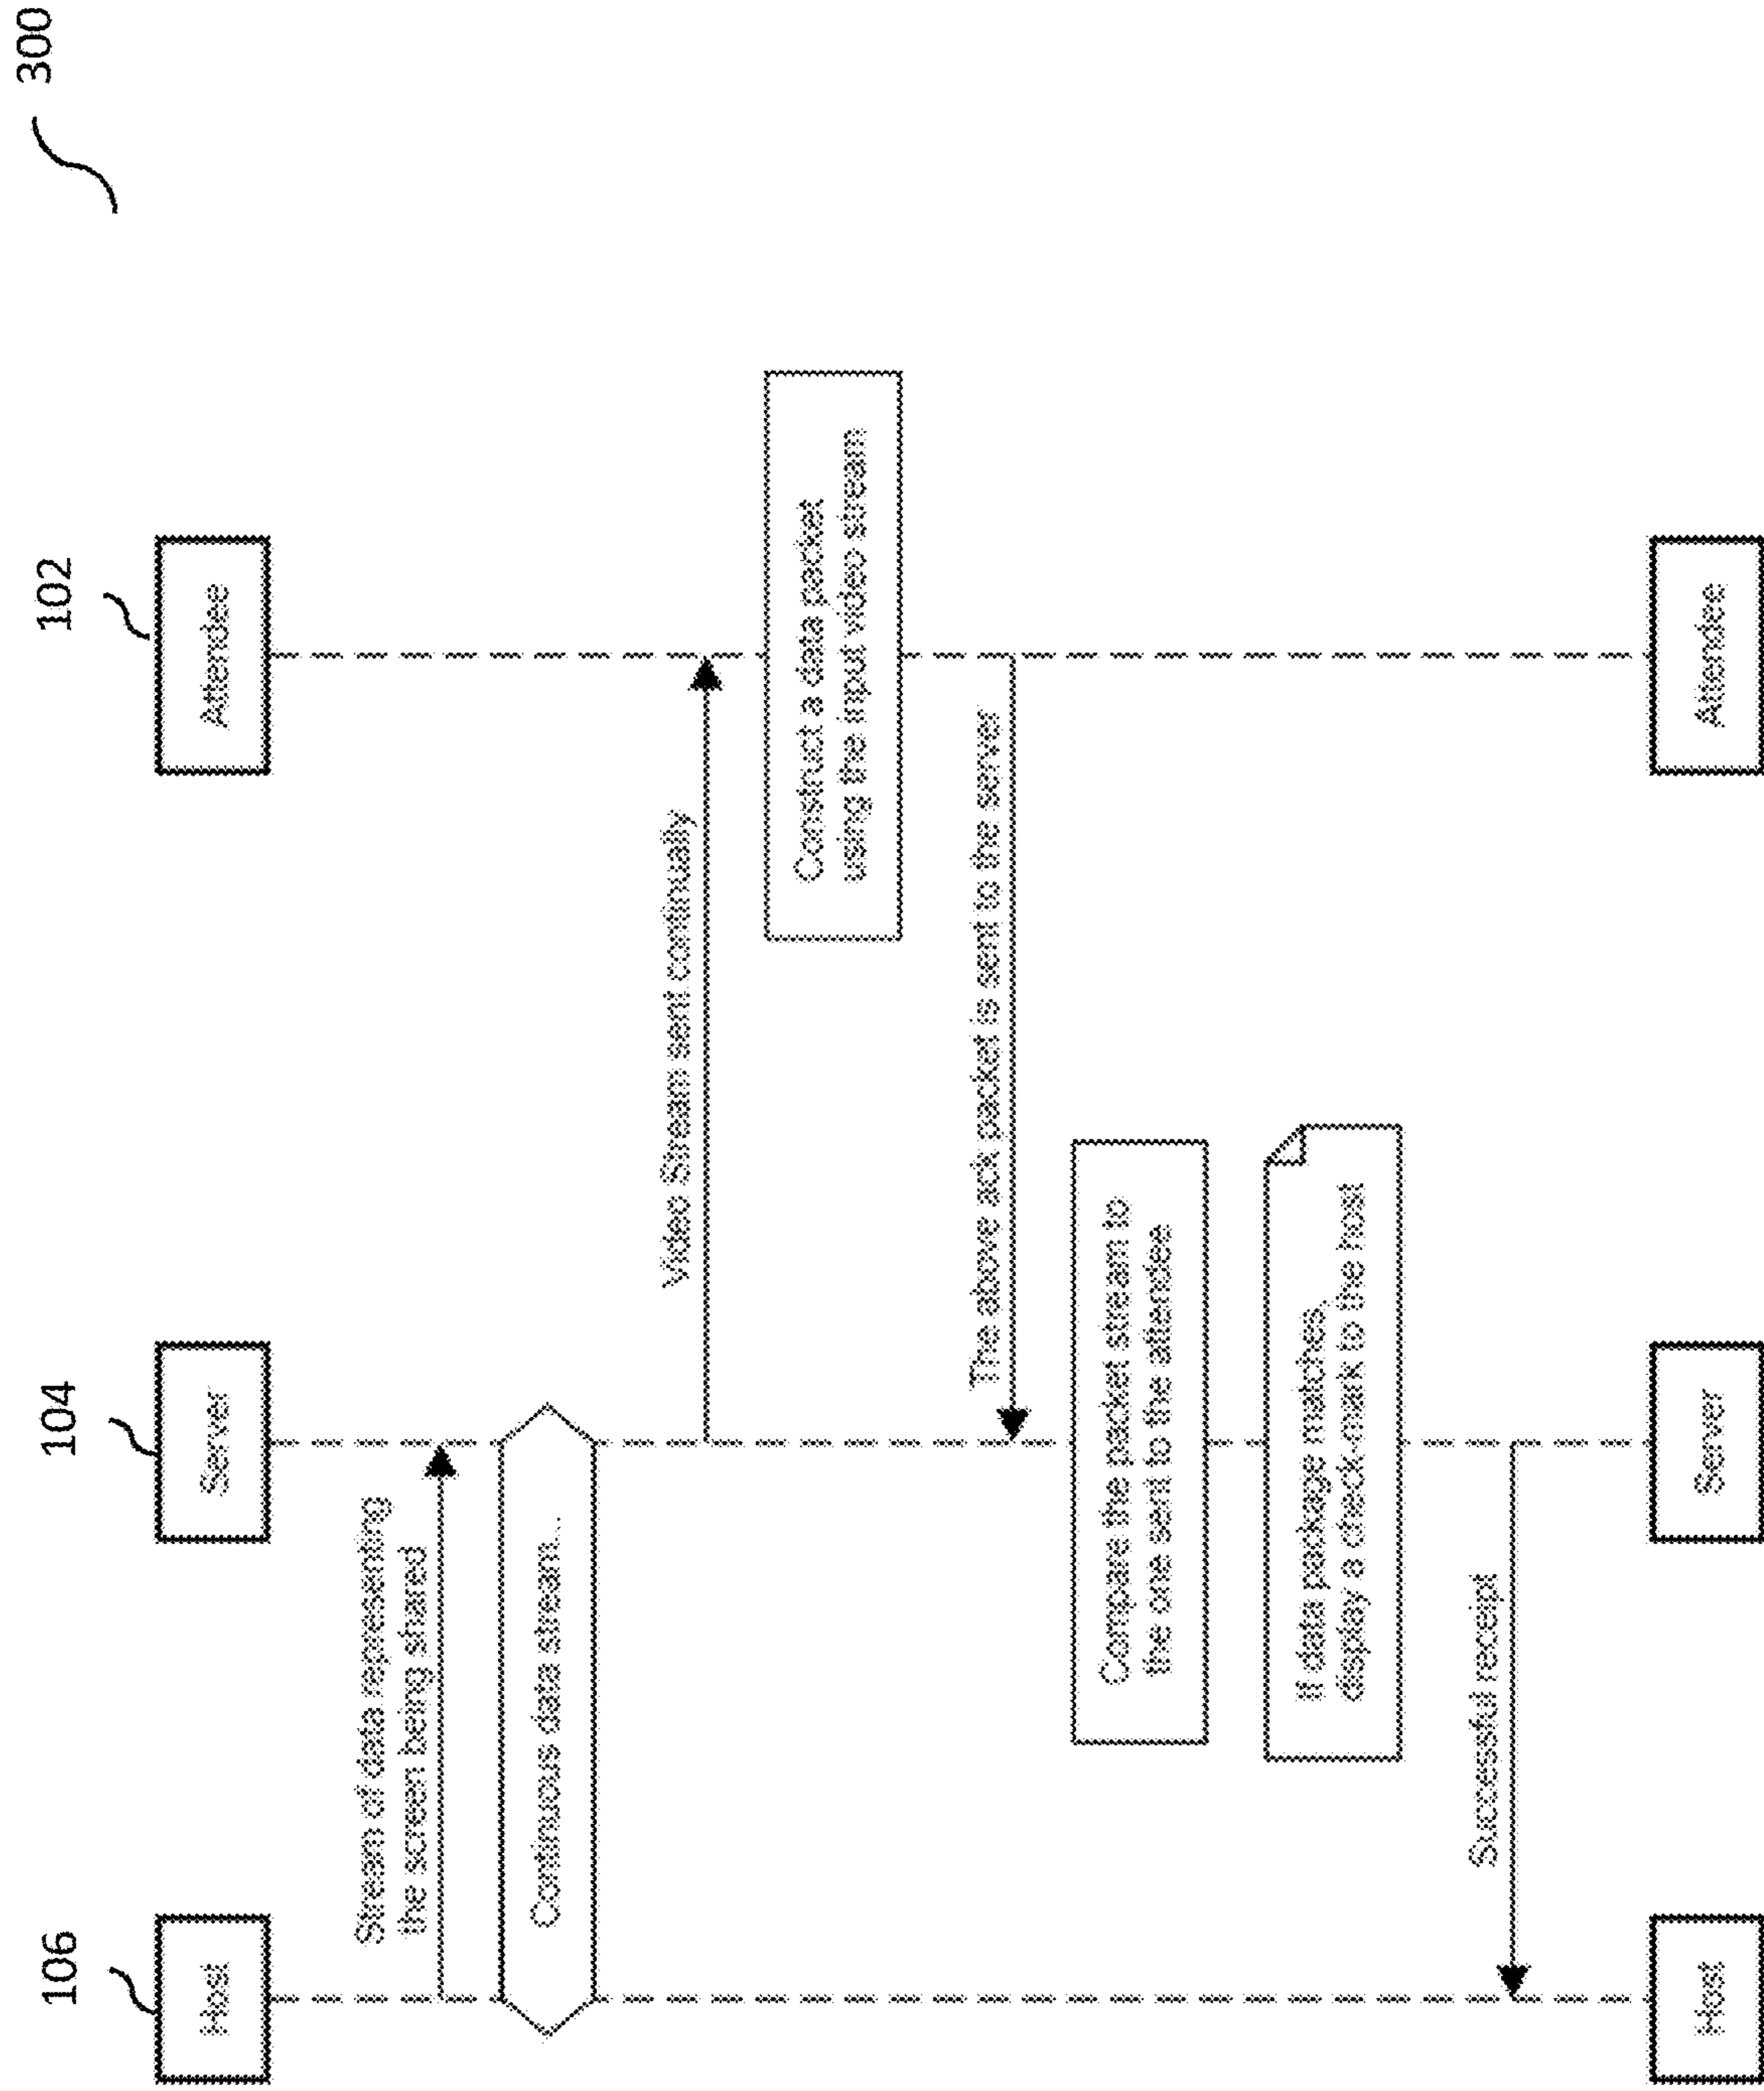 300
106
104
102
Host
Server
Attendee
Stream of data representing
the screen being shared
Continuous data stream...
Video Stream sent continually
Construct a data packet
using the input video stream
The above ack packet is sent to the server
Compare the packet stream to
the one sent to the attendee
If data package matches,
display a check-mark to the host
Successful receipt
Host
Server
Attendee